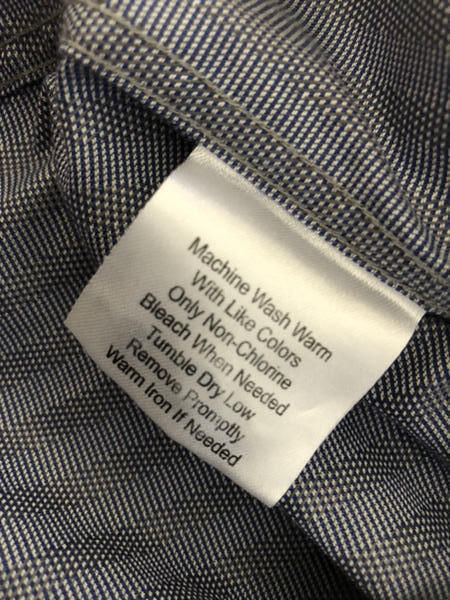 Machine Wash Warm
With Like Colors
Only Non-Chlorine
Bleach When Needed
Tumble Dry Low
Remove Promptly
Warm Iron If Needed